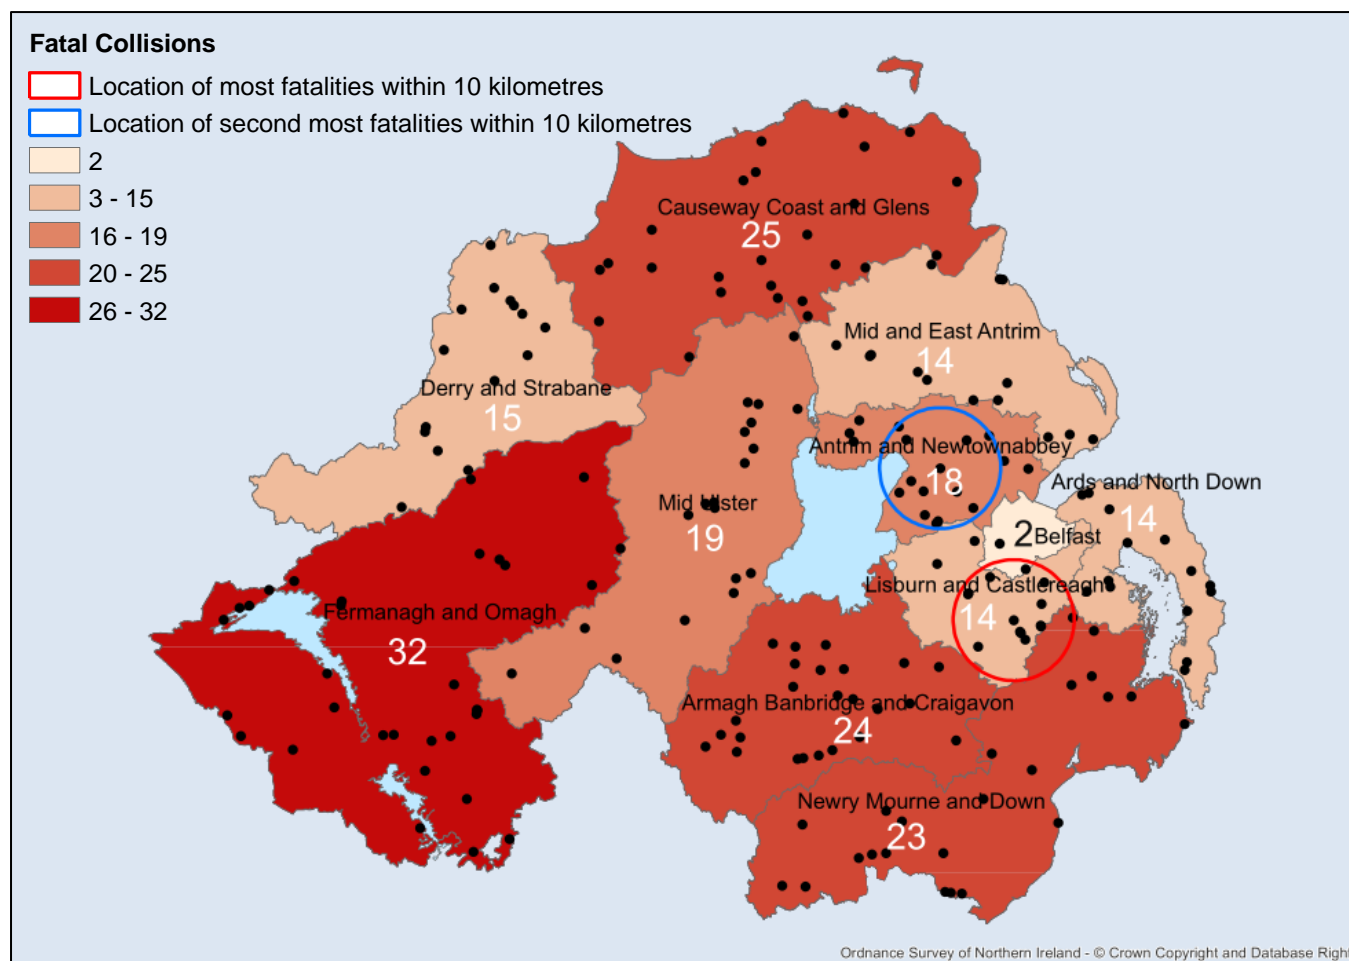 Fatal Collisions
Location of most fatalities within 10 kilometres
Location of second most fatalities within 10 kilometres
2
3 - 15
16 - 19
20 - 25
26 - 32
Causeway Coast and Glens
25
Mid and East Antrim
14
Derry and Strabane
15
Antrim and Newtownabbey
18
Ards and North Down
14
Mid Ulster
19
2 Belfast
Lisburn and Castlereagh
14
Fermanagh and Omagh
32
Armagh Banbridge and Craigavon
24
Newry Mourne and Down
23
Ordnance Survey of Northern Ireland - © Crown Copyright and Database Right